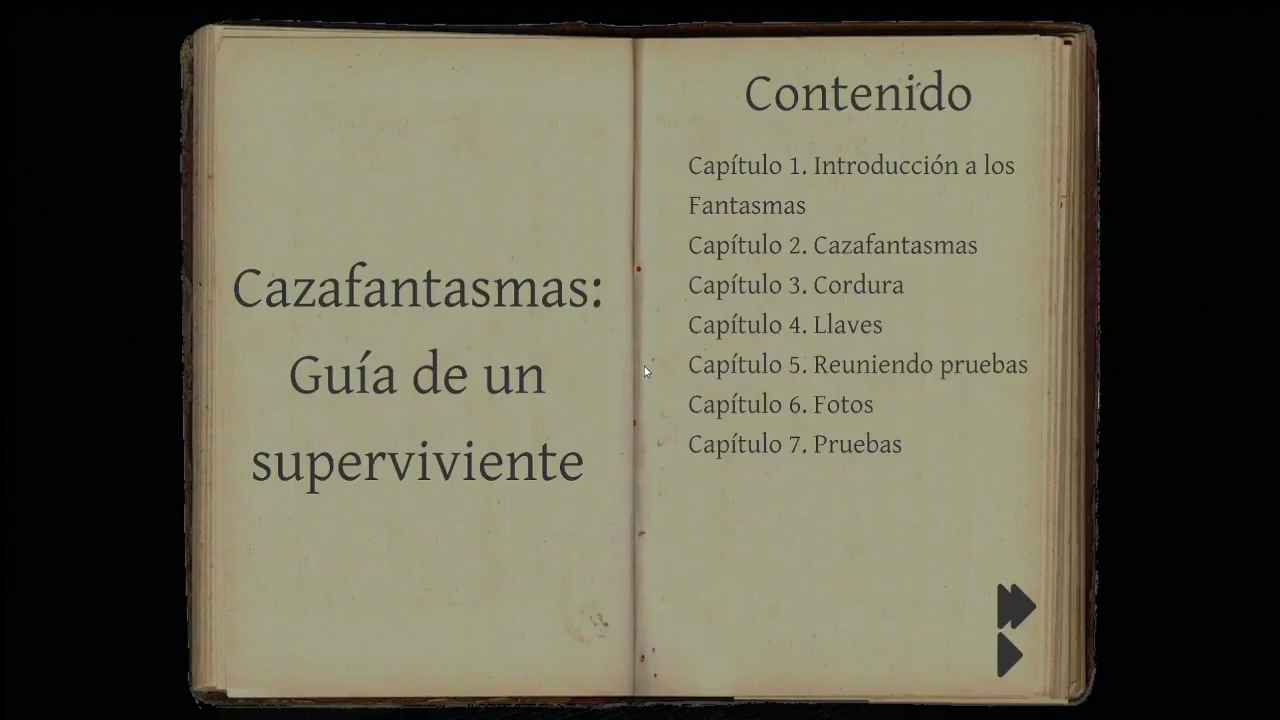 Cazafantasmas:
Guía de un
superviviente
Contenido
Capítulo 1. Introducción a los
Fantasmas
Capítulo 2. Cazafantasmas
Capítulo 3. Cordura
Capítulo 4. Llaves
Capítulo 5. Reuniendo pruebas
Capítulo 6. Fotos
Capítulo 7. Pruebas